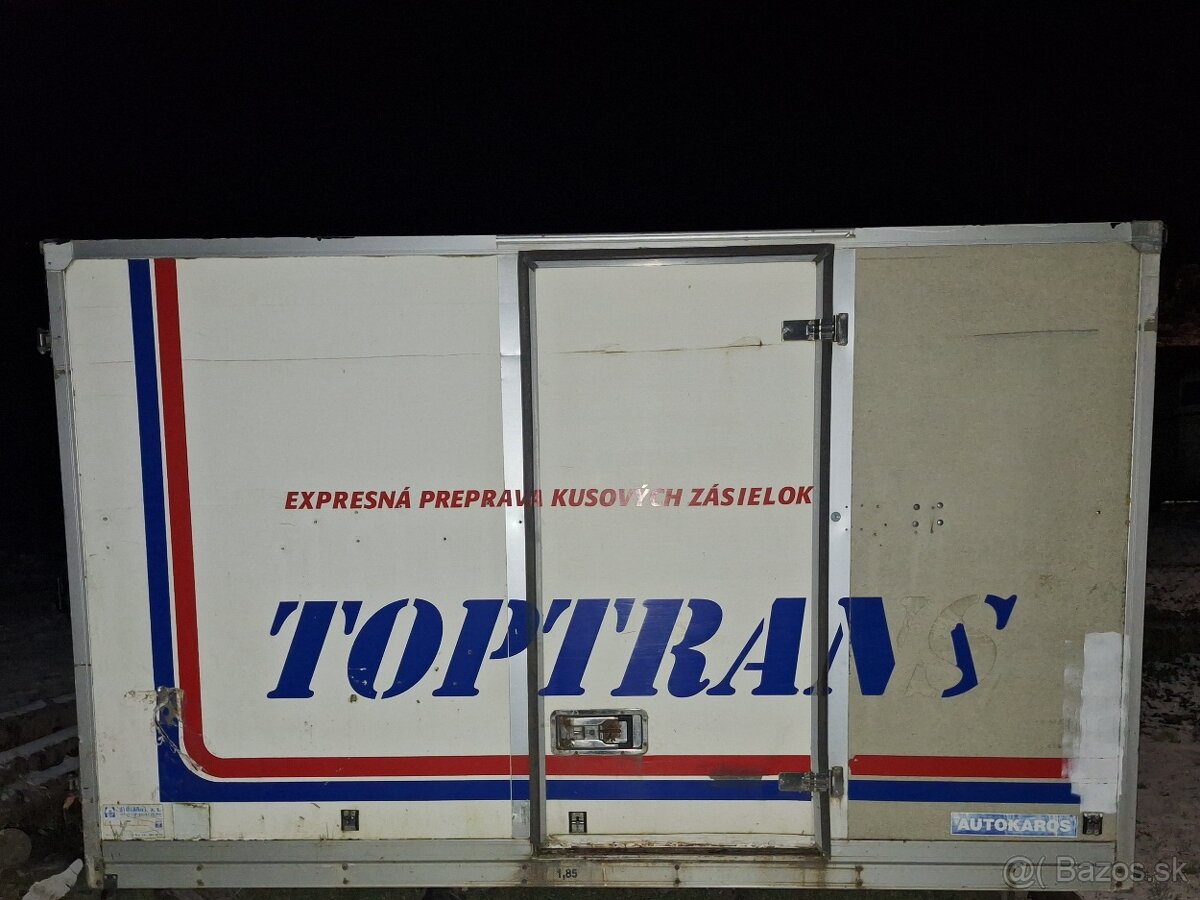 EXPRESNÁ PREPRAVA KUSOVÝCH ZÁSIELOK
TOPTRANS
AUTOKAROS
1,85
@( Bazos.sk